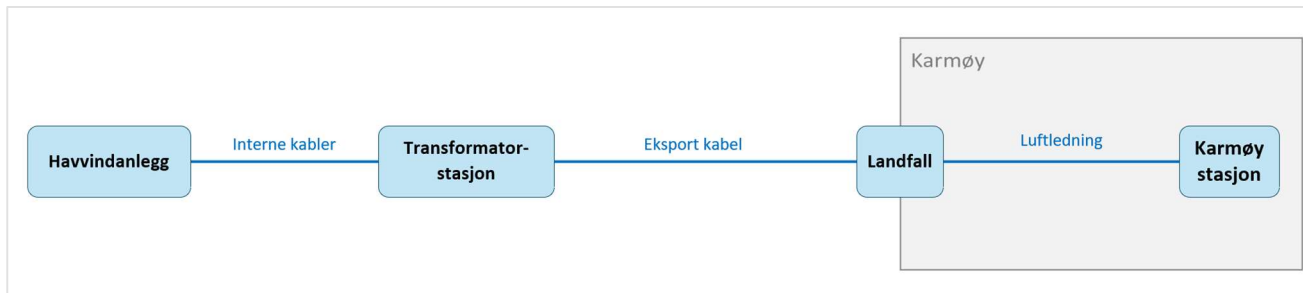 Karmøy
Havvindanlegg
Interne kabler
Transformator-
stasjon
Eksport kabel
Landfall
Luftledning
Karmøy
stasjon